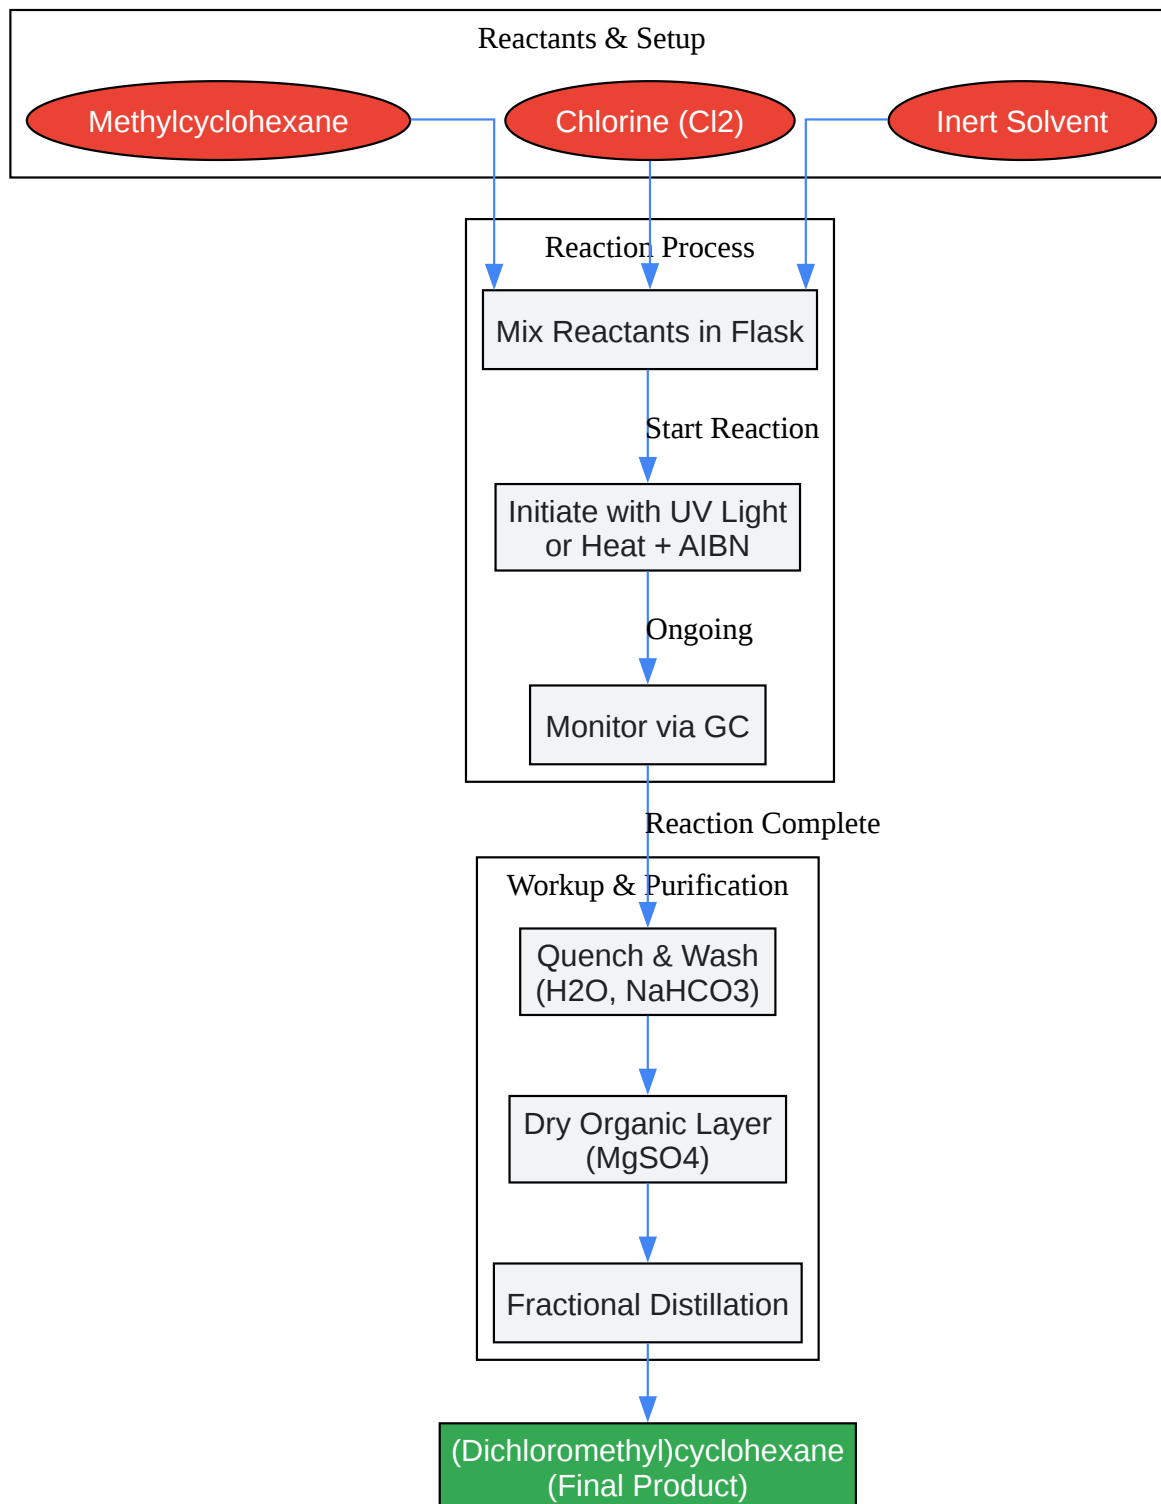 Reactants & Setup
Methylcyclohexane
Chlorine (Cl2)
Inert Solvent
Reaction Process
Mix Reactants in Flask
Start Reaction
Initiate with UV Light
or Heat + AIBN
Ongoing
Monitor via GC
Reaction Complete
Workup & Purification
Quench & Wash
(H2O, NaHCO3)
Dry Organic Layer
(MgSO4)
Fractional Distillation
(Dichloromethyl)cyclohexane
(Final Product)